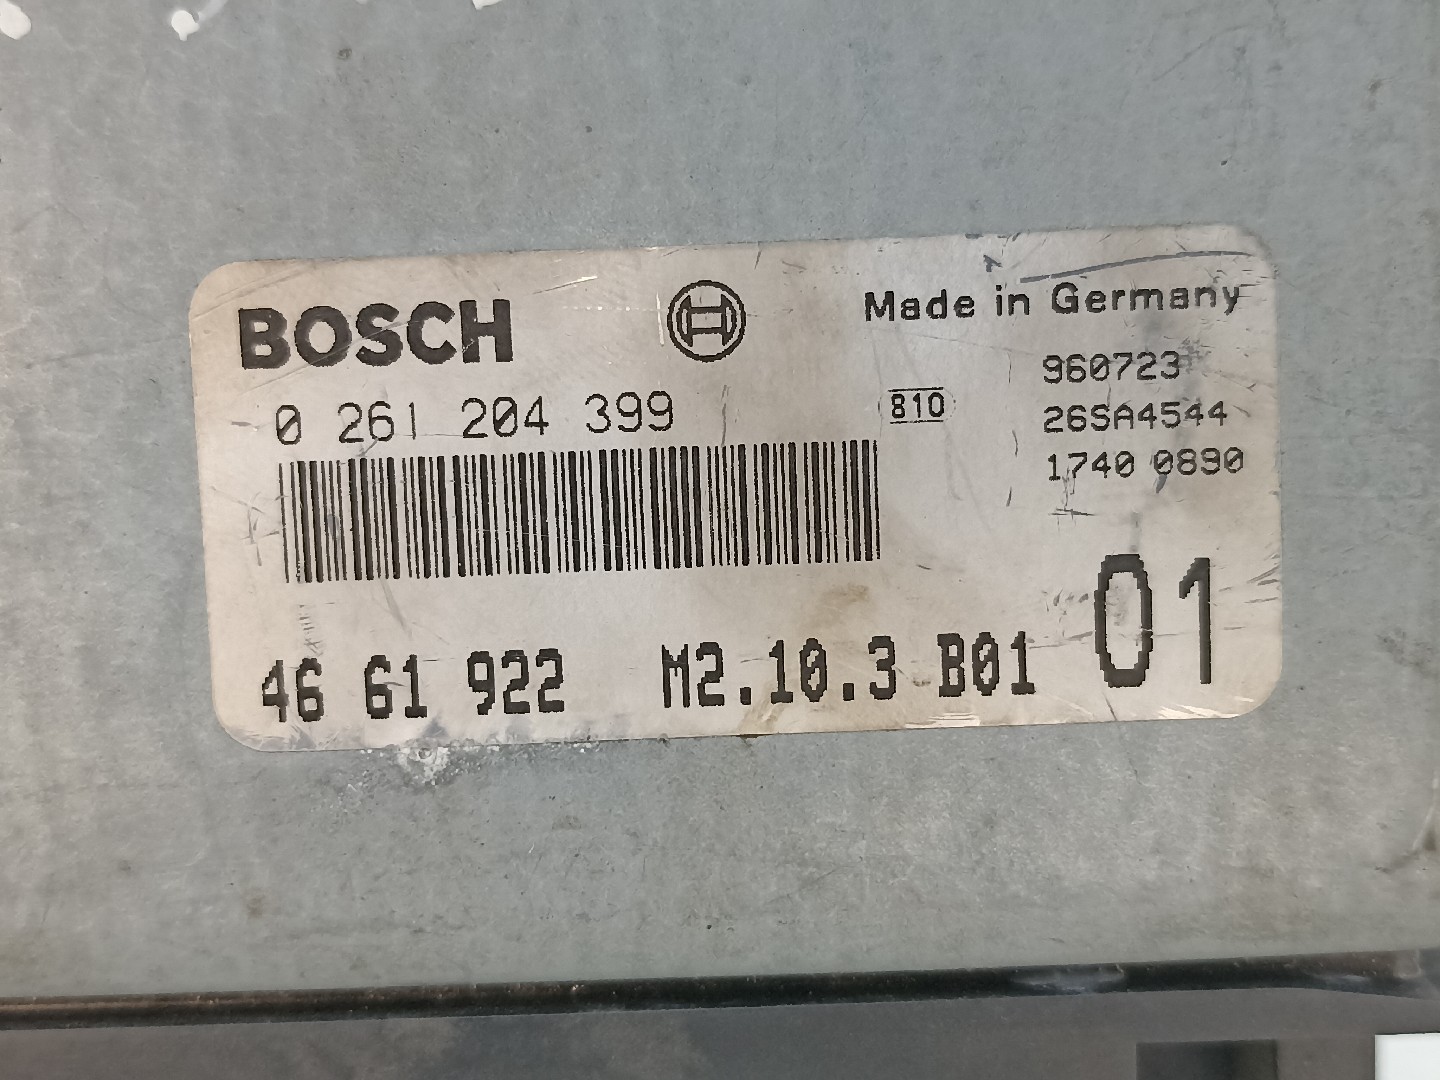 BOSCH
Made in Germany
0 261 204 399
810
960723
26SA4544
1740 0890
46 61 922 M2.10.3 B01 01